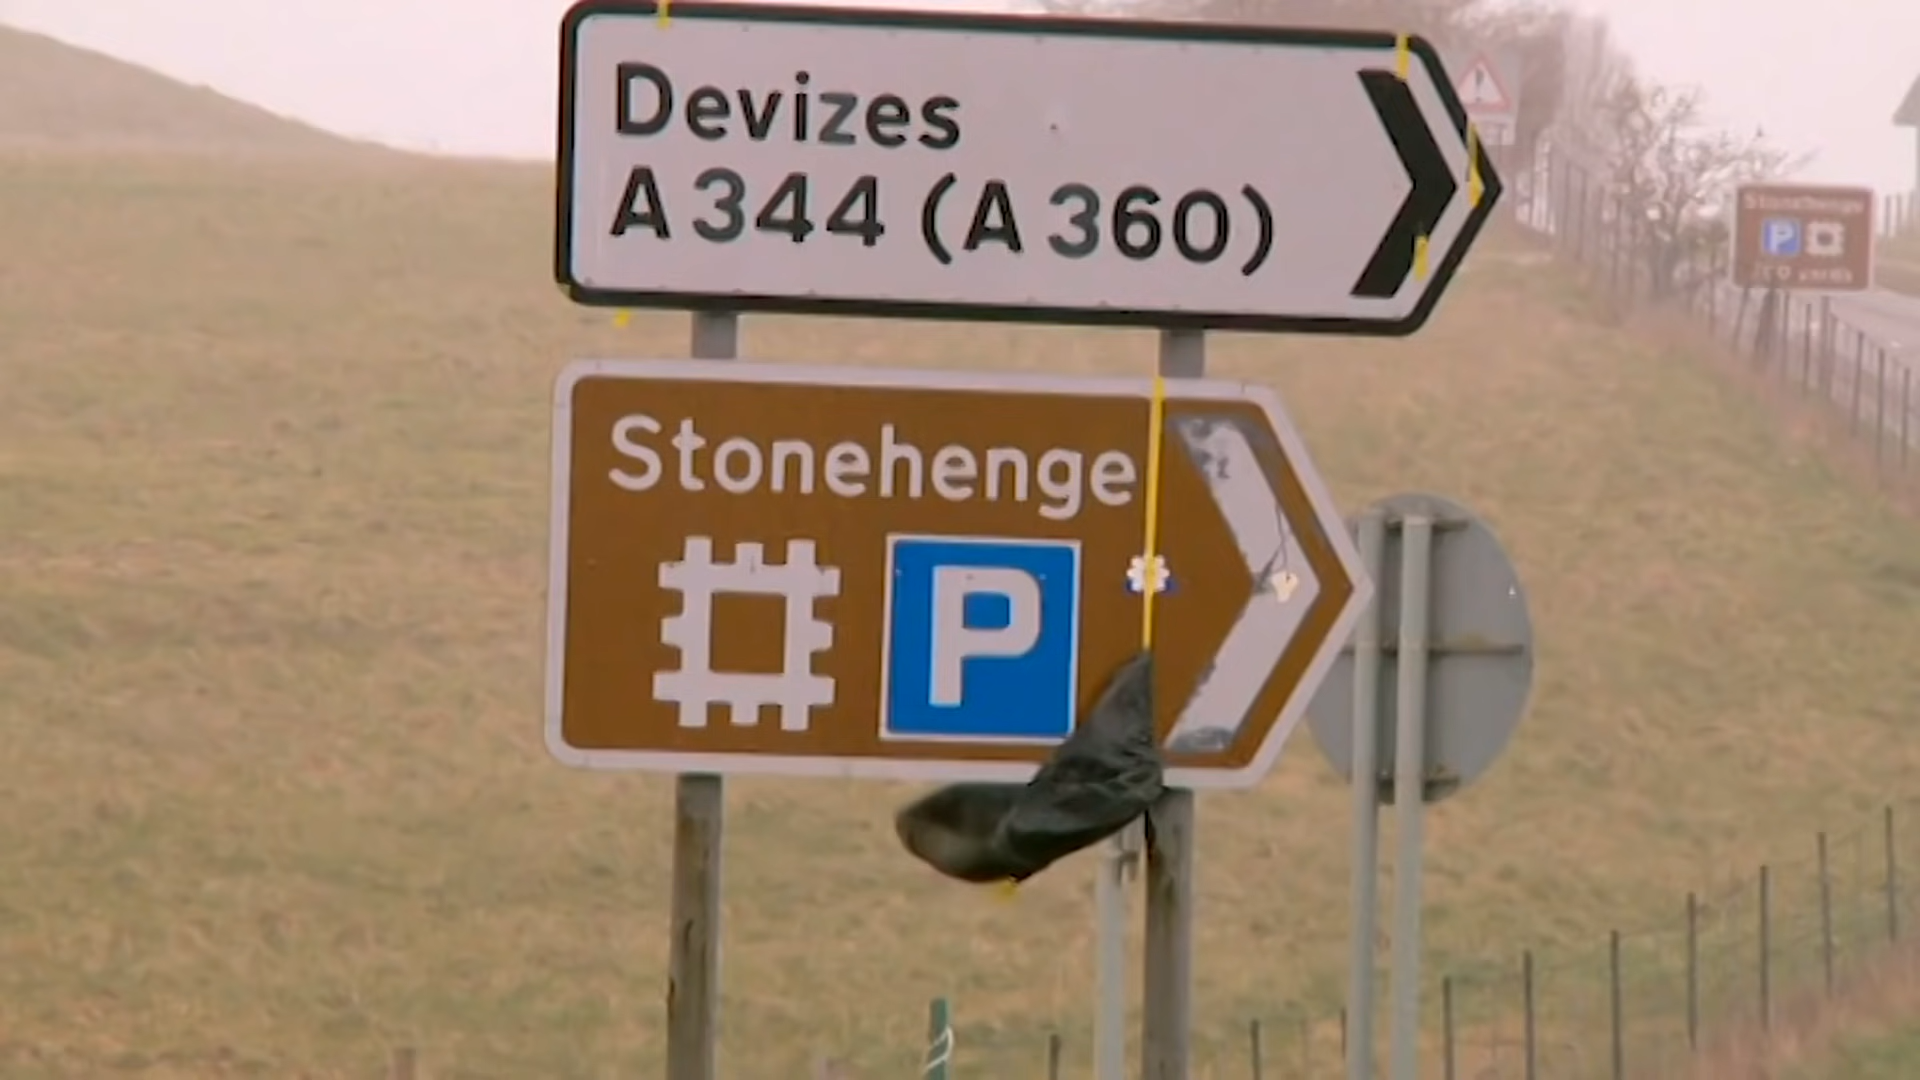 Devizes
A344 (A360)
Stonehenge
P
Stonehenge
P